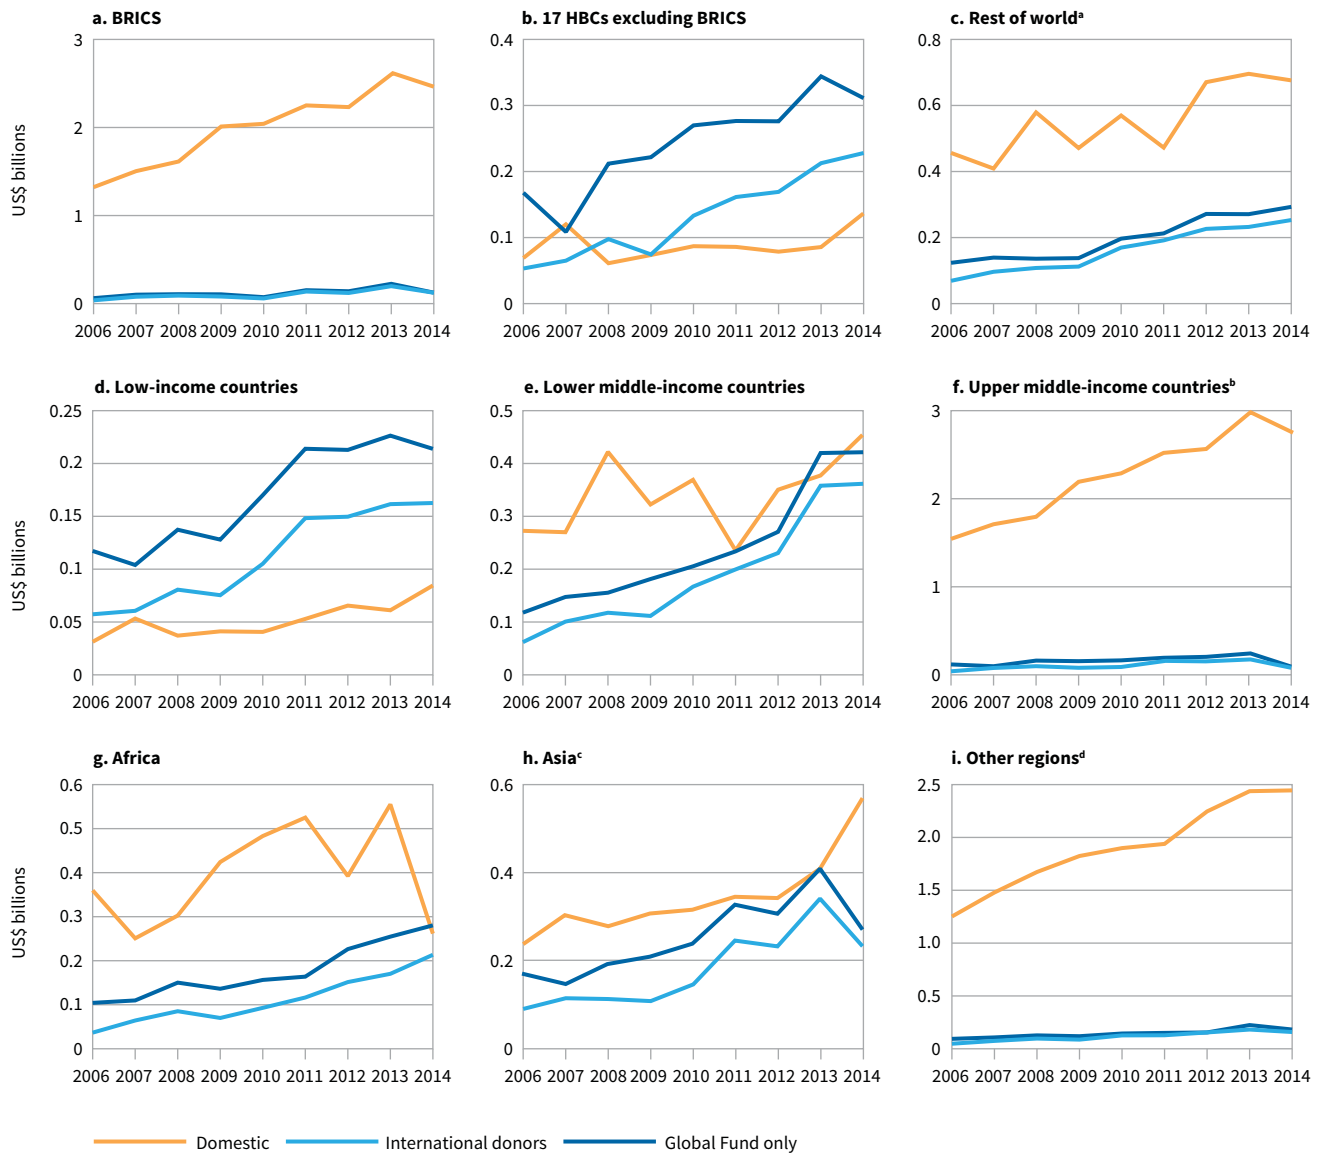 a. BRICS
b. 17 HBCs excluding BRICS
c. Rest of worldᵃ
US$ billions
3
2
1
0
2006 2007 2008 2009 2010 2011 2012 2013 2014
0.4
0.3
0.2
0.1
0
2006 2007 2008 2009 2010 2011 2012 2013 2014
0.8
0.6
0.4
0.2
0
2006 2007 2008 2009 2010 2011 2012 2013 2014
d. Low-income countries
e. Lower middle-income countries
f. Upper middle-income countriesᵇ
US$ billions
0.25
0.2
0.15
0.1
0.05
0
2006 2007 2008 2009 2010 2011 2012 2013 2014
0.5
0.4
0.3
0.2
0.1
0
2006 2007 2008 2009 2010 2011 2012 2013 2014
3
2
1
0
2006 2007 2008 2009 2010 2011 2012 2013 2014
g. Africa
h. Asiaᶜ
i. Other regionsᵈ
US$ billions
0.6
0.5
0.4
0.3
0.2
0.1
0
2006 2007 2008 2009 2010 2011 2012 2013 2014
0.6
0.4
0.2
0
2006 2007 2008 2009 2010 2011 2012 2013 2014
2.5
2.0
1.5
1.0
0.5
0
2006 2007 2008 2009 2010 2011 2012 2013 2014
Domestic International donors Global Fund only